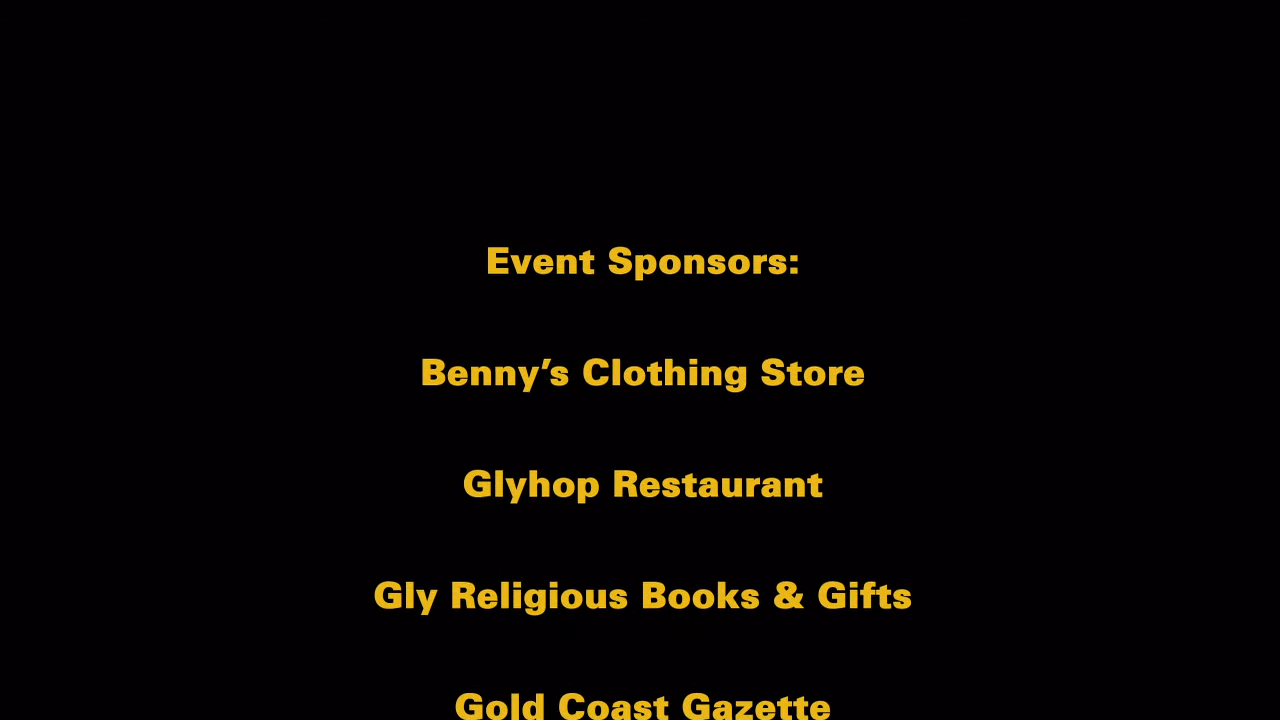 Event Sponsors:
Benny’s Clothing Store
Glyhop Restaurant
Gly Religious Books & Gifts
Gold Coast Gazette